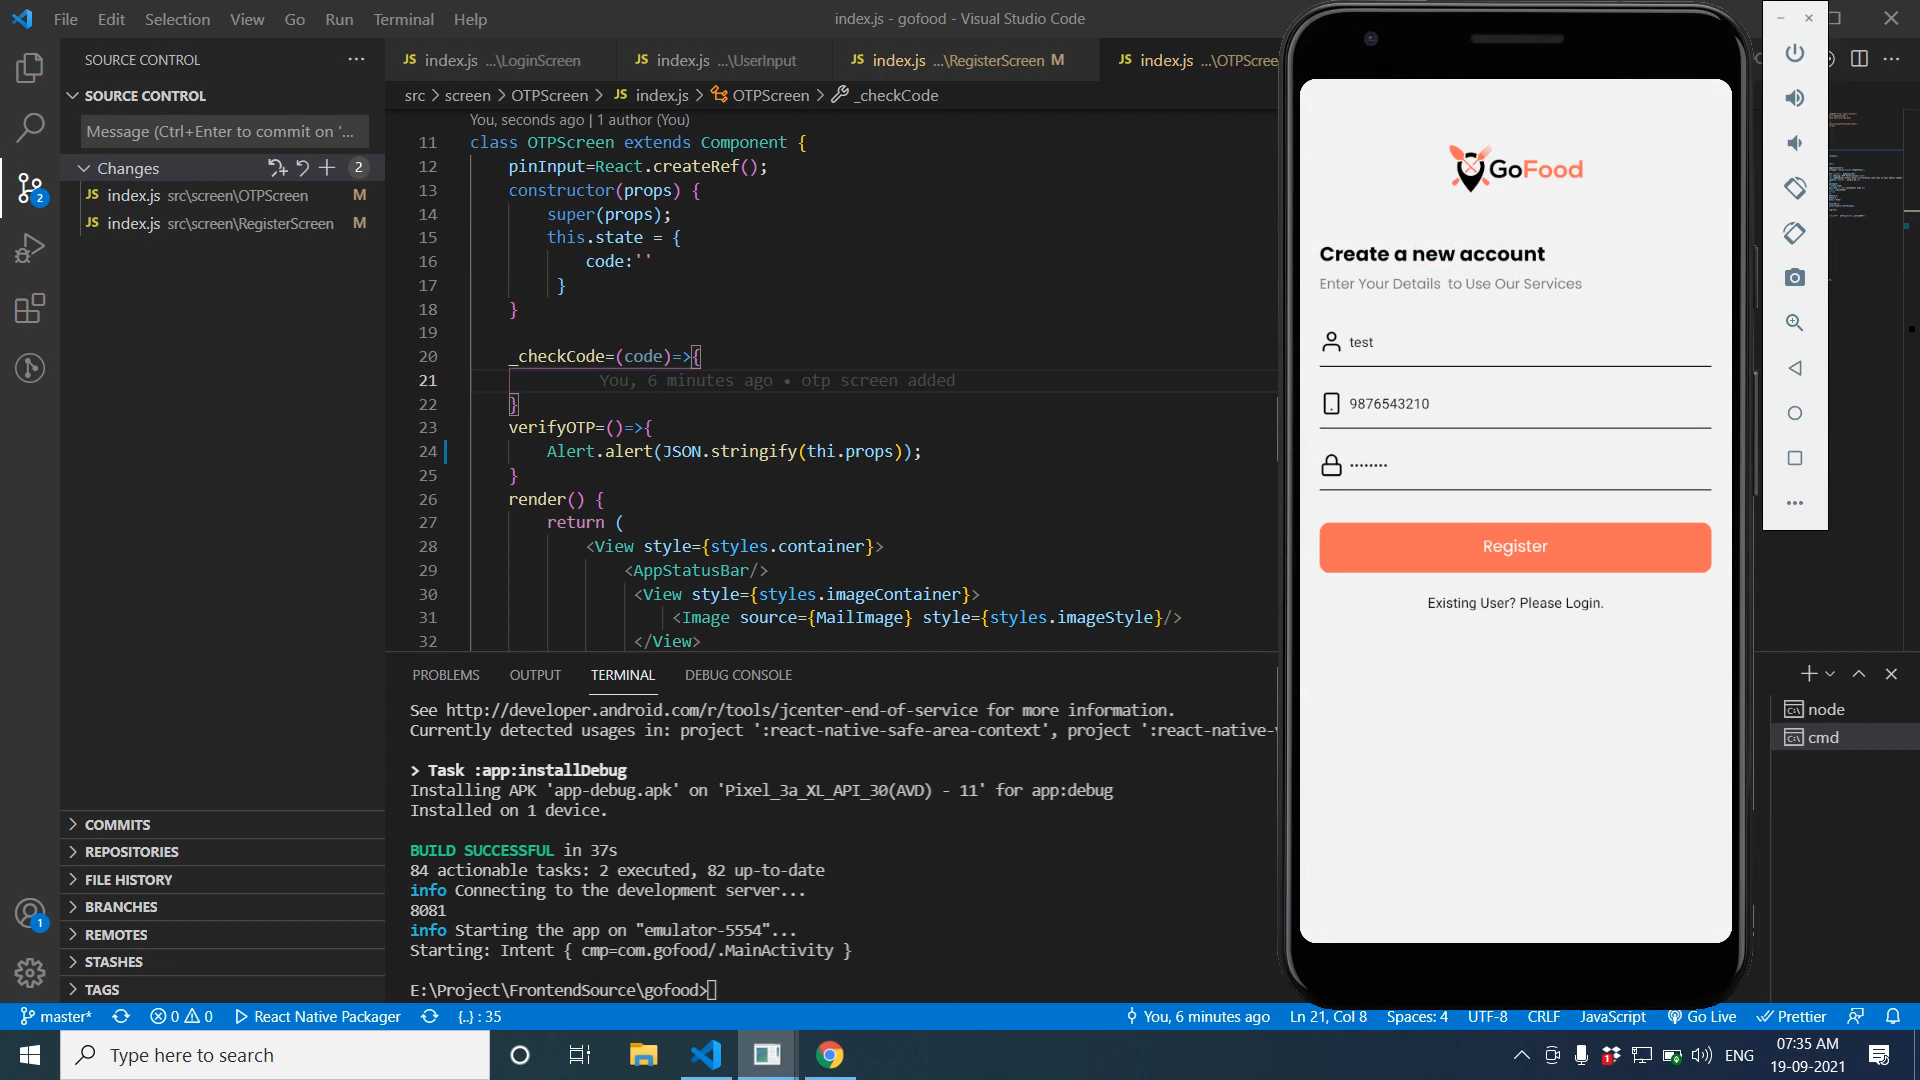 File Edit Selection View Go Run Terminal Help
index.js - gofood - Visual Studio Code
SOURCE CONTROL
JS index.js ...\LoginScreen
JS index.js ...\UserInput
JS index.js ...\RegisterScreen M
JS index.js ...\OTPScree
SOURCE CONTROL
src > screen > OTPScreen > JS index.js > OTPScreen > _checkCode
Message (Ctrl+Enter to commit on '...
Changes 2
JS index.js src\screen\OTPScreen M
JS index.js src\screen\RegisterScreen M
2
You, seconds ago | 1 author (You)
11 class OTPScreen extends Component {
12 pinInput=React.createRef();
13 constructor(props) {
14 super(props);
15 this.state = {
16 code:''
17 }
18 }
19
20 _checkCode=(code)=>{
21 You, 6 minutes ago • otp screen added
22 }
23 verifyOTP=()=>{
24 Alert.alert(JSON.stringify(thi.props));
25 }
26 render() {
27 return (
28 <View style={styles.container}>
29 <AppStatusBar/>
30 <View style={styles.imageContainer}>
31 <Image source={MailImage} style={styles.imageStyle}/>
32 </View>
PROBLEMS OUTPUT TERMINAL DEBUG CONSOLE
See http://developer.android.com/r/tools/jcenter-end-of-service for more information.
Currently detected usages in: project ':react-native-safe-area-context', project ':react-native-
> Task :app:installDebug
Installing APK 'app-debug.apk' on 'Pixel_3a_XL_API_30(AVD) - 11' for app:debug
Installed on 1 device.
BUILD SUCCESSFUL in 37s
84 actionable tasks: 2 executed, 82 up-to-date
info Connecting to the development server...
8081
info Starting the app on "emulator-5554"...
Starting: Intent { cmp=com.gofood/.MainActivity }
E:\Project\FrontendSource\gofood>
node
cmd
COMMITS
REPOSITORIES
FILE HISTORY
BRANCHES
REMOTES
STASHES
TAGS
1
GoFood
Create a new account
Enter Your Details to Use Our Services
test
9876543210
••••••••
Register
Existing User? Please Login.
master* 0 0 React Native Packager {..} : 35
You, 6 minutes ago Ln 21, Col 8 Spaces: 4 UTF-8 CRLF JavaScript Go Live Prettier
Type here to search
1
ENG
07:35 AM
19-09-2021